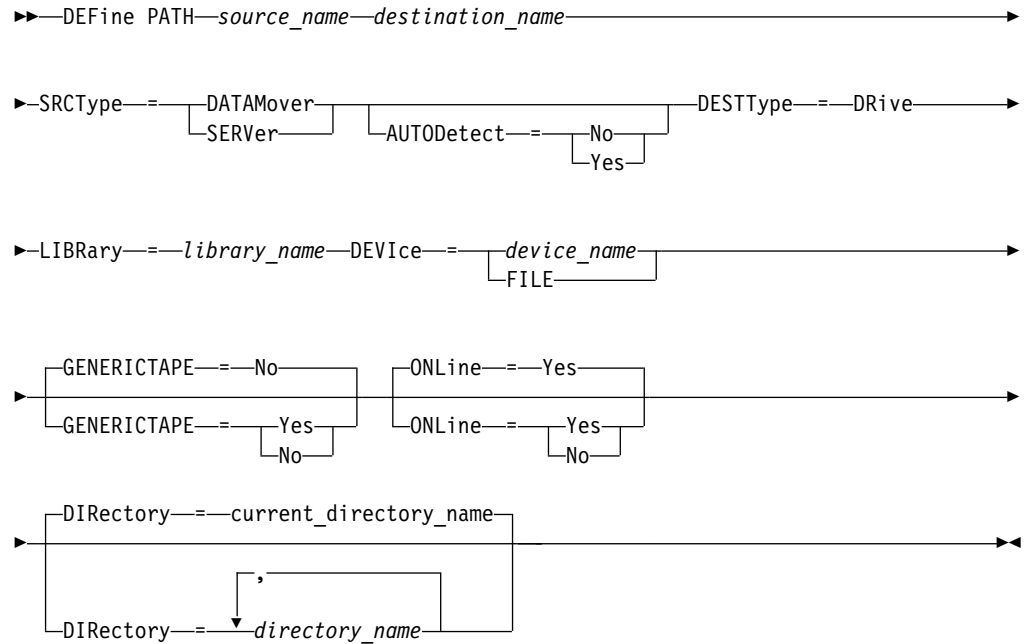 DEFine PATH source_name destination_name
SRCType = DATAMover SERVer AUTODetect = No Yes DESTType = DRive
LIBRary = library_name DEVIce = device_name FILE
GENERICTAPE = No ONLine = Yes
GENERICTAPE = Yes No ONLine = Yes No
DIRectory = current_directory_name
,
DIRectory = directory_name